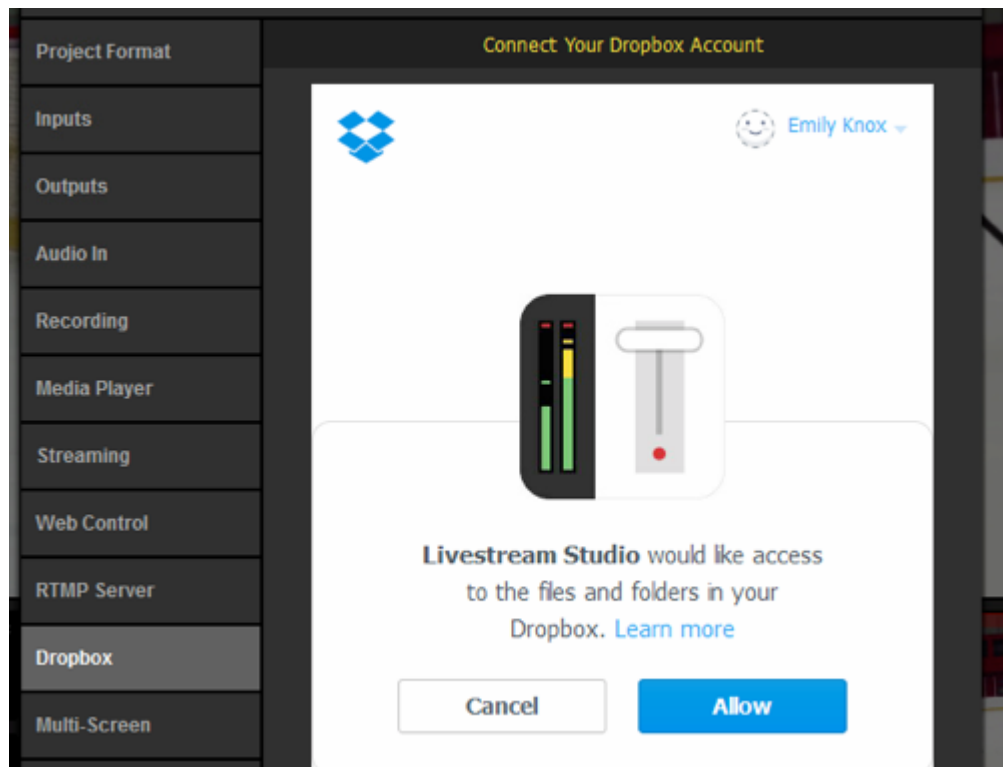 Project Format
Inputs
Outputs
Audio In
Recording
Media Player
Streaming
Web Control
RTMP Server
Dropbox
Multi-Screen
Connect Your Dropbox Account
Emily Knox
Livestream Studio would like access
to the files and folders in your
Dropbox. Learn more
Cancel
Allow